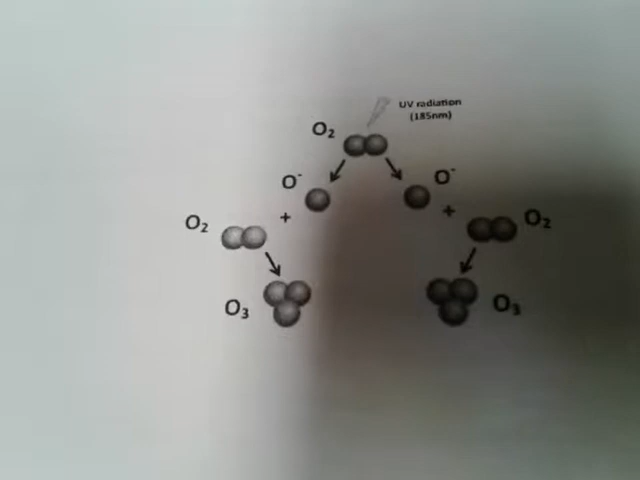 UV radiation
(185nm)
O₂
O⁻
O⁻
+
+
O₂
O₂
O₃
O₃